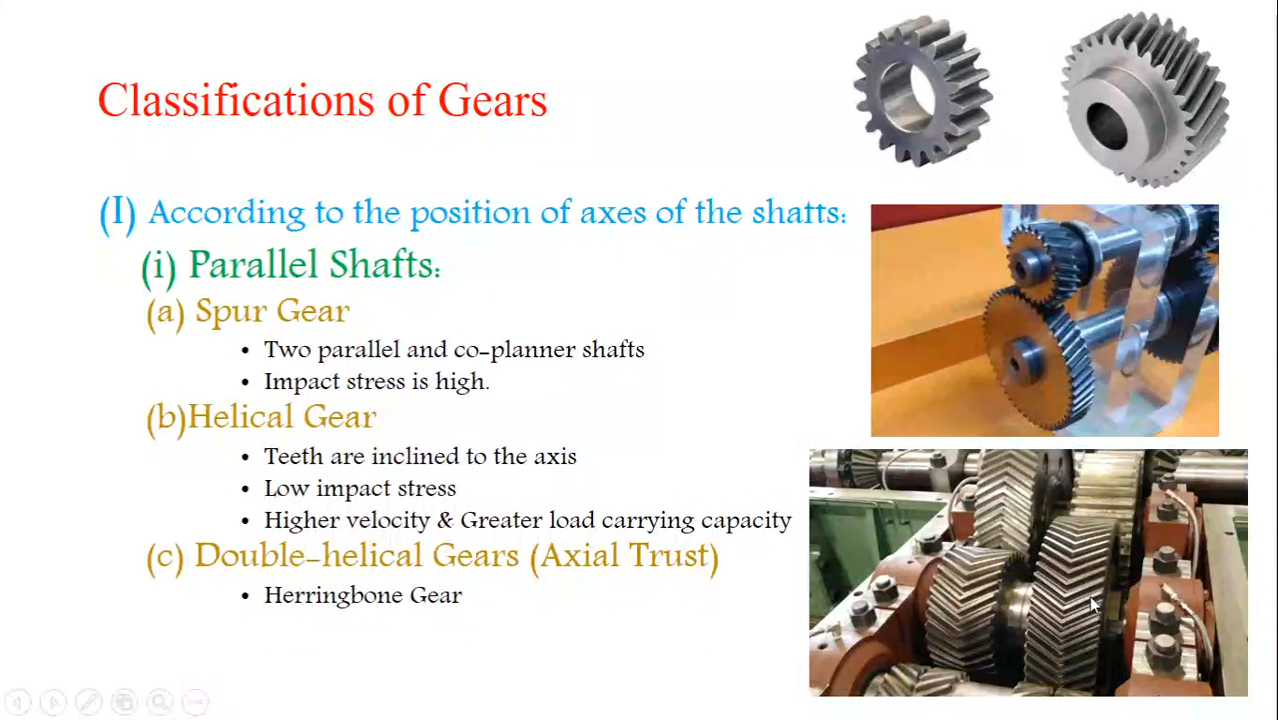 Classifications of Gears
(I) According to the position of axes of the shafts:
(i) Parallel Shafts:
(a) Spur Gear
• Two parallel and co-planner shafts
• Impact stress is high.
(b)Helical Gear
• Teeth are inclined to the axis
• Low impact stress
• Higher velocity & Greater load carrying capacity
(c) Double-helical Gears (Axial Trust)
• Herringbone Gear